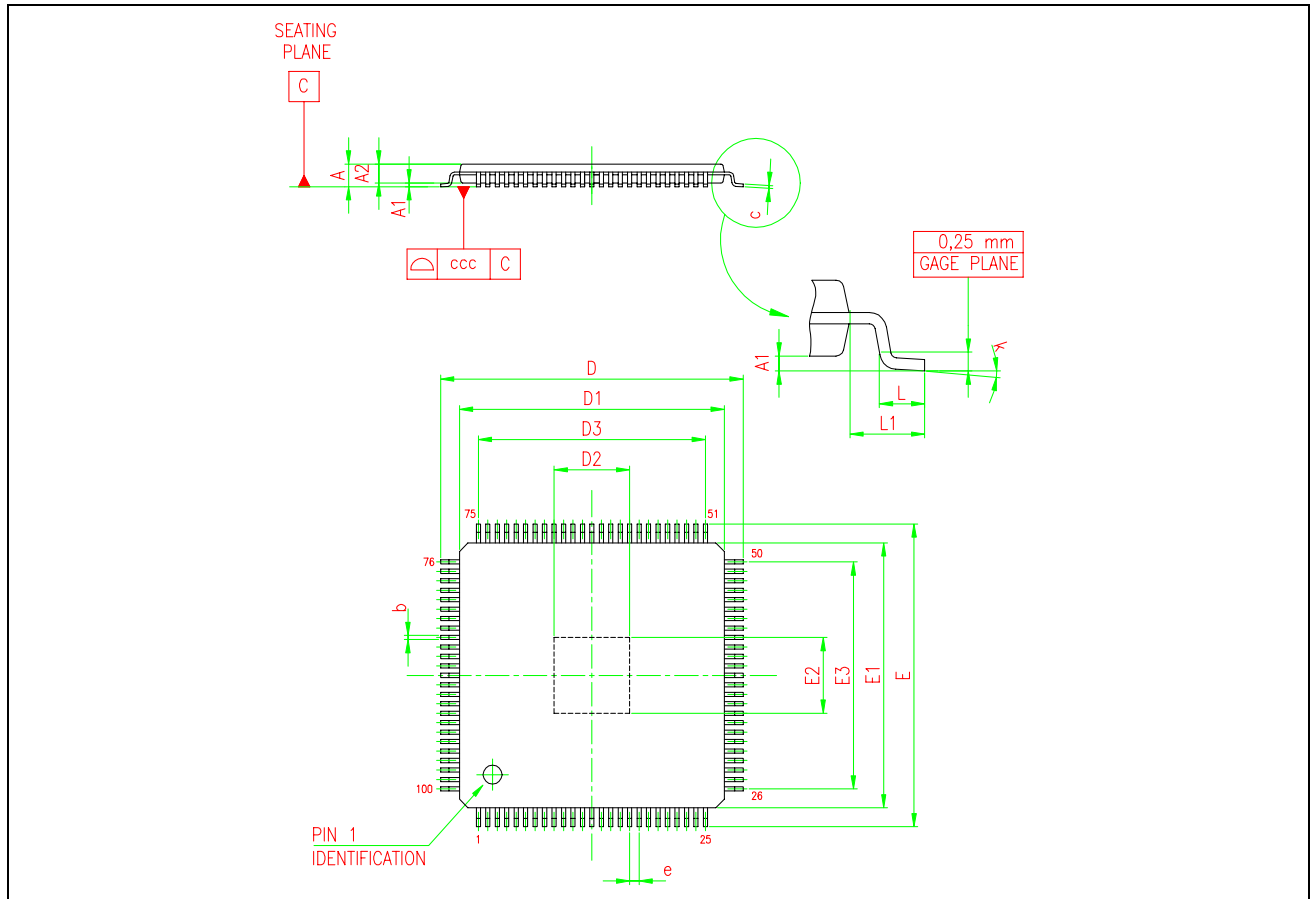 SEATING
PLANE
C
A
A2
A1
c
ccc C
0,25 mm
GAGE PLANE
A1
k
L
L1
D
D1
D3
D2
75
51
76
50
b
E2
E3
E1
E
100
26
PIN 1
IDENTIFICATION
1
25
e